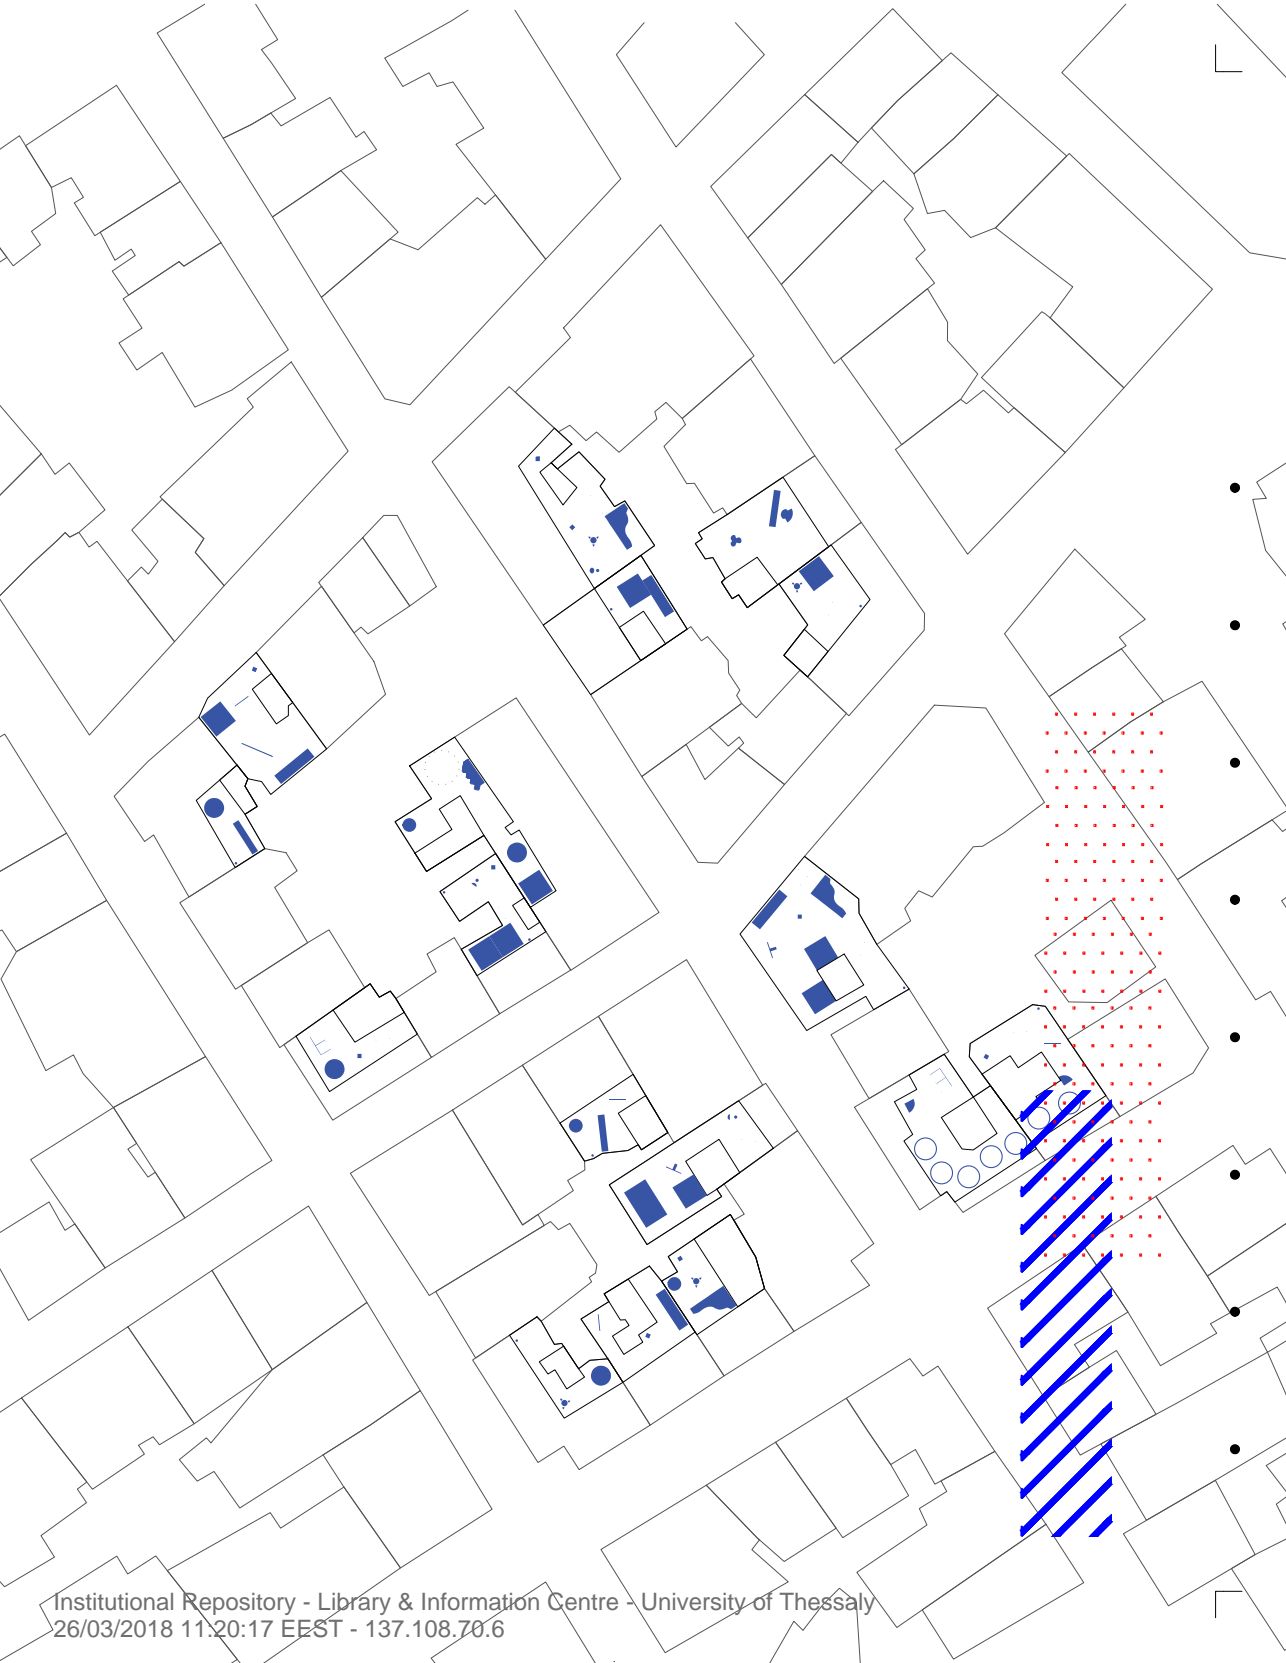 Institutional Repository - Library & Information Centre - University of Thessaly
26/03/2018 11:20:17 EEST - 137.108.70.6